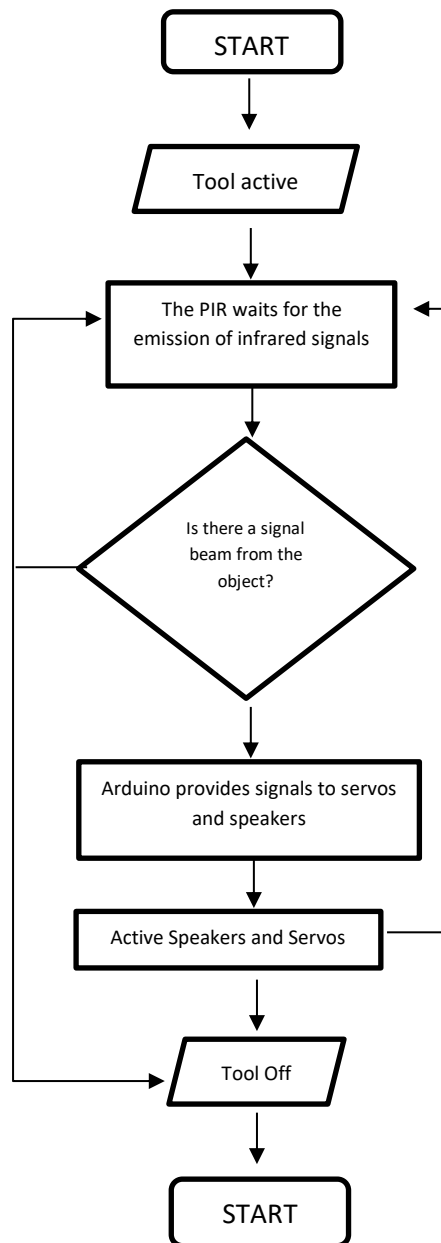 START
Tool active
The PIR waits for the
emission of infrared signals
Is there a signal
beam from the
object?
Arduino provides signals to servos
and speakers
Active Speakers and Servos
Tool Off
START